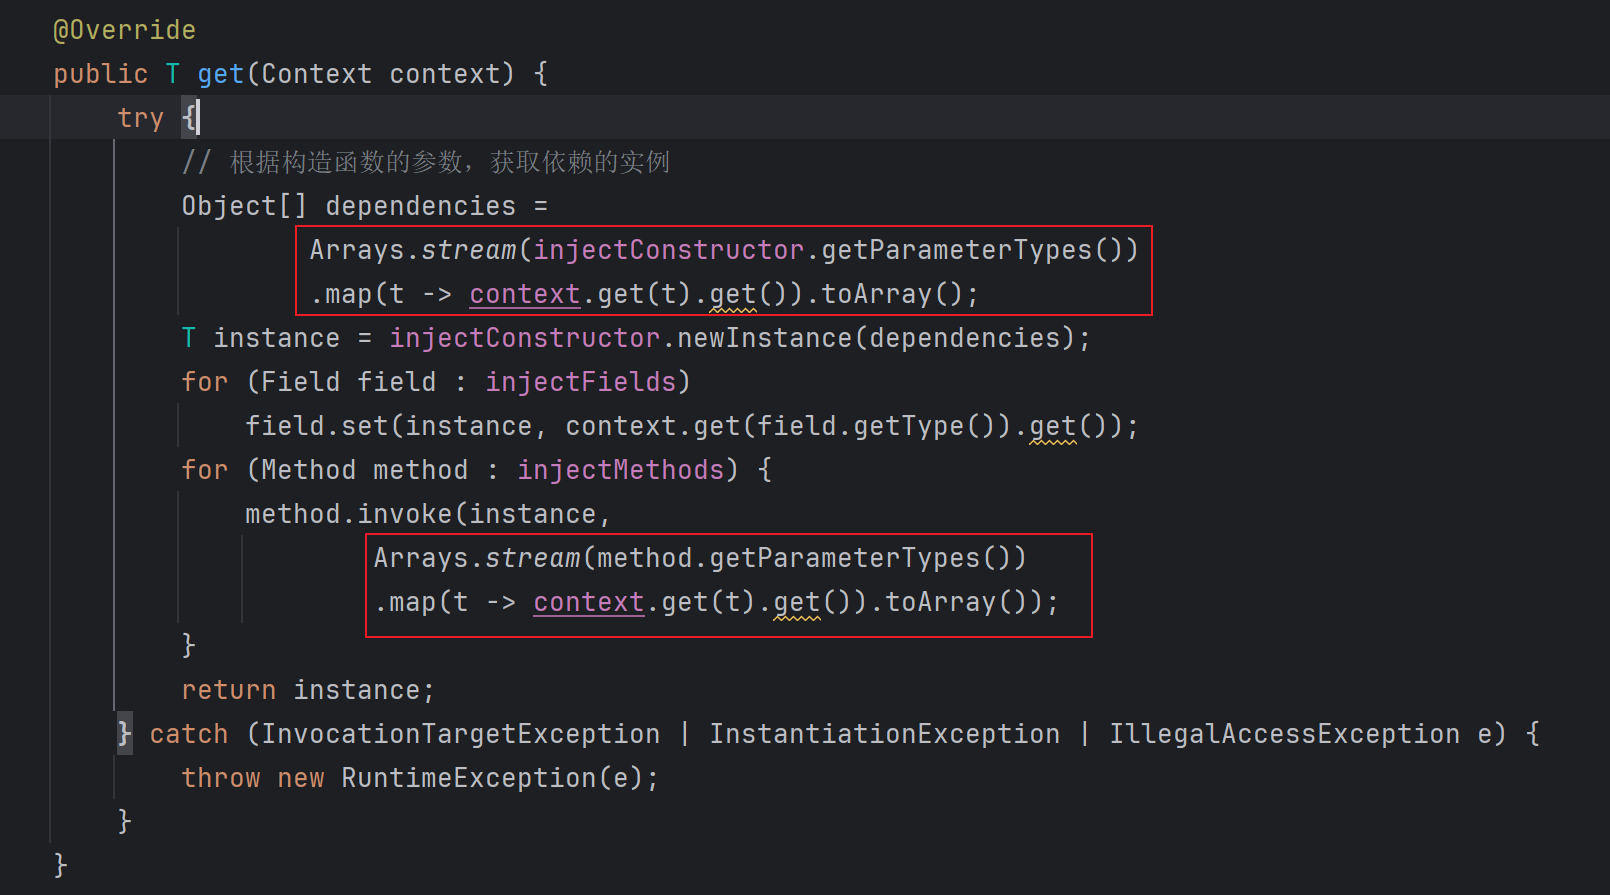 @Override
public T get(Context context) {
try {
// 根据构造函数的参数，获取依赖的实例
Object[] dependencies =
Arrays.stream(injectConstructor.getParameterTypes())
.map(t -> context.get(t).get()).toArray();
T instance = injectConstructor.newInstance(dependencies);
for (Field field : injectFields)
field.set(instance, context.get(field.getType()).get());
for (Method method : injectMethods) {
method.invoke(instance,
Arrays.stream(method.getParameterTypes())
.map(t -> context.get(t).get()).toArray());
}
return instance;
} catch (InvocationTargetException | InstantiationException | IllegalAccessException e) {
throw new RuntimeException(e);
}
}